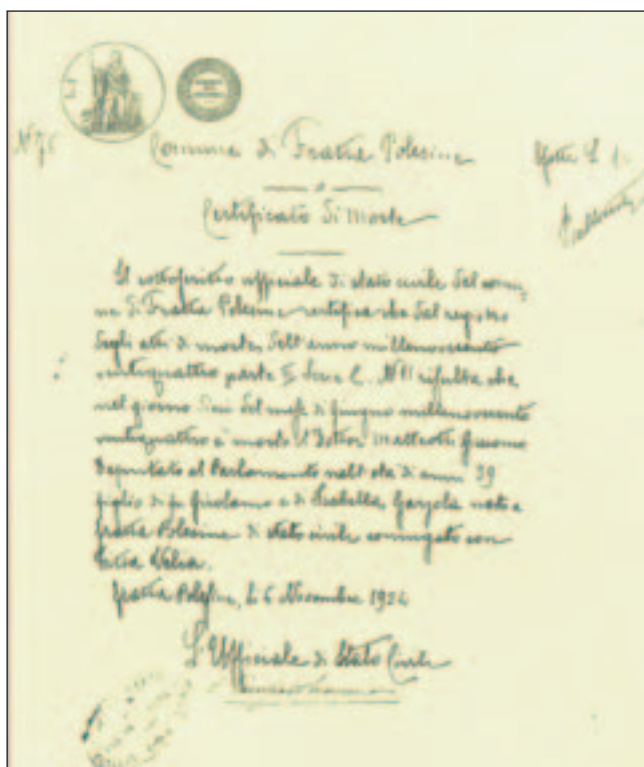 Comune di Fratta Polesine
Certificato di morte
Il sottoscritto ufficiale di stato civile del comu-
ne di Fratta Polesine certifica che dal registro
degli atti di morte dell'anno millenovecento
ventiquattro parte II Serie C. N° 11 risulta che
nel giorno dieci del mese di giugno millenovecento
ventiquattro è morto il Dottor Matteotti Giacomo
Deputato al Parlamento nell'età di anni 39
figlio di fu Girolamo e di Isabella Garzola nato a
Fratta Polesine di stato civile coniugato con
Velia.
Fratta Polesine, li 6 Novembre 1924
L'Ufficiale di Stato Civile